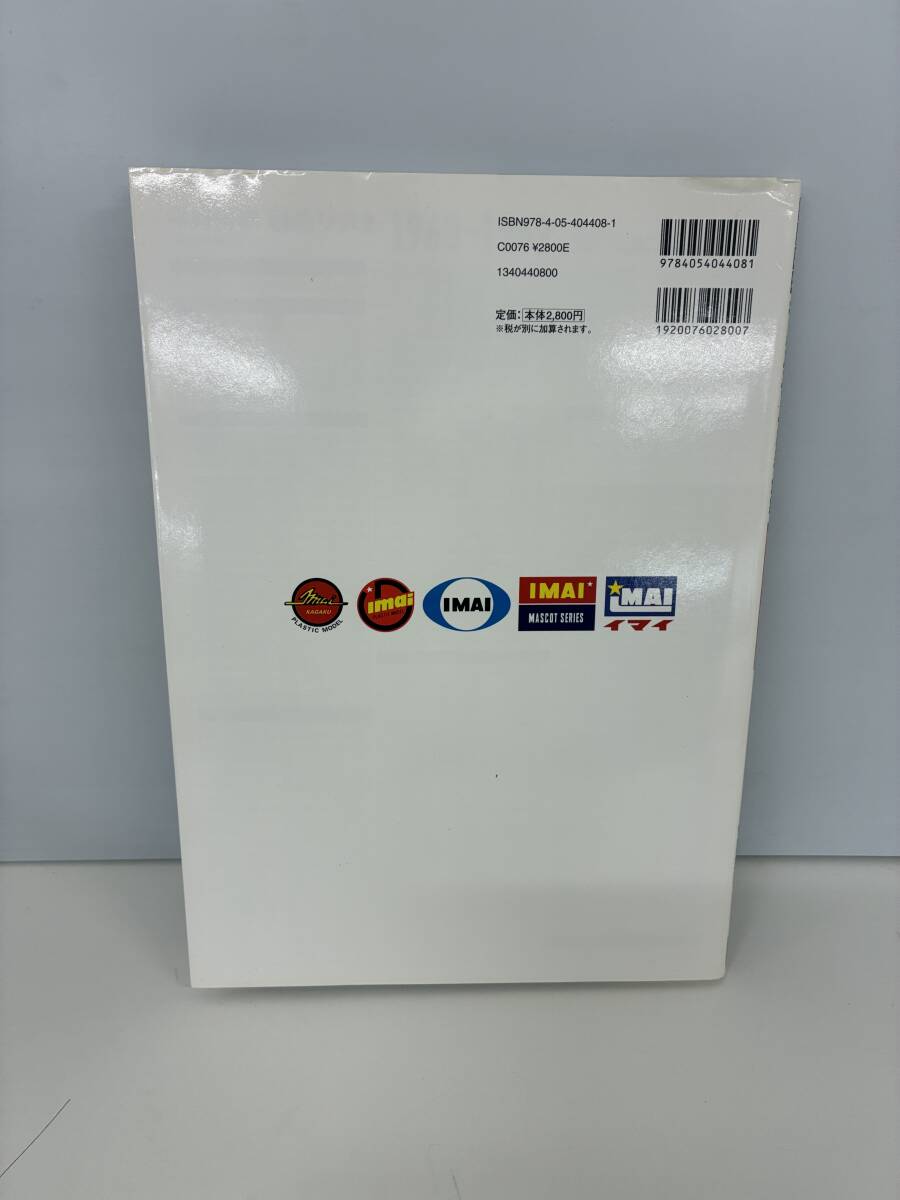 ISBN978-4-05-404408-1
C0076 ¥2800E
1340440800
定価：本体2,800円
※税が別に加算されます。
9784054044081
1920076028007
imai
KAGAKU
PLASTIC MODEL
imai
IMAI
IMAI
MASCOT SERIES
iMAI
イマイ